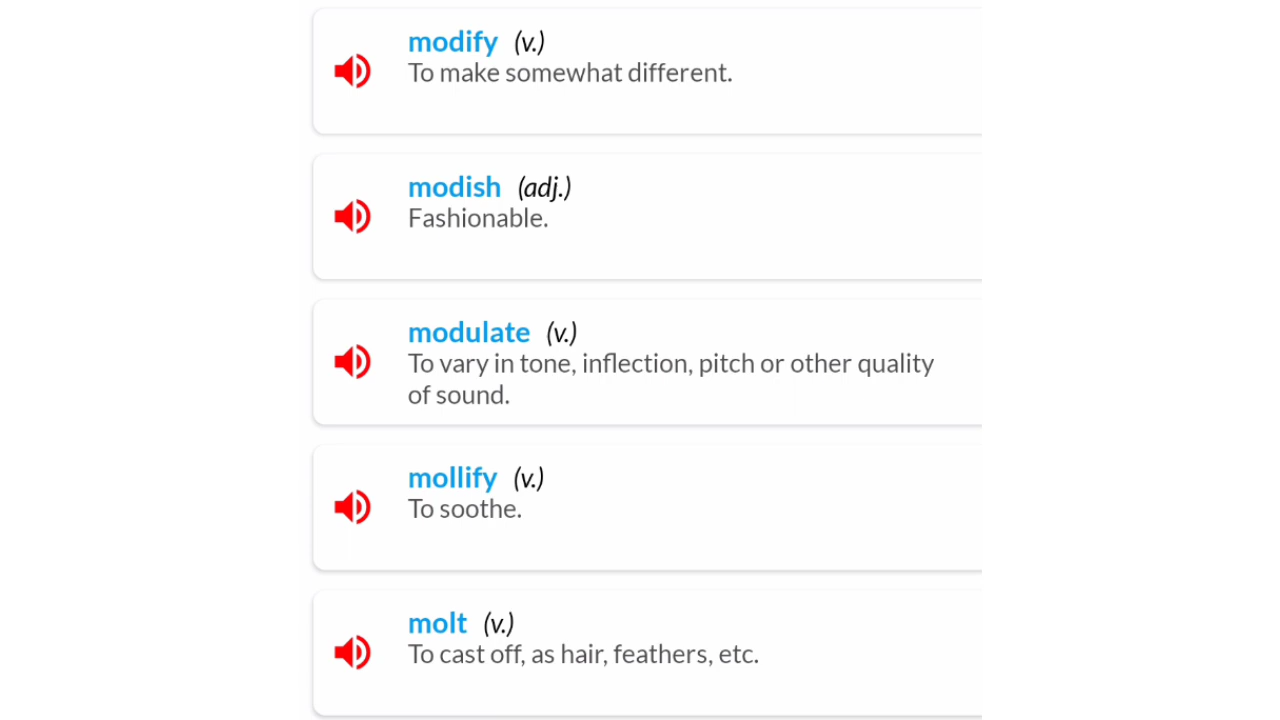 modify (v.)
To make somewhat different.
modish (adj.)
Fashionable.
modulate (v.)
To vary in tone, inflection, pitch or other quality
of sound.
mollify (v.)
To soothe.
molt (v.)
To cast off, as hair, feathers, etc.